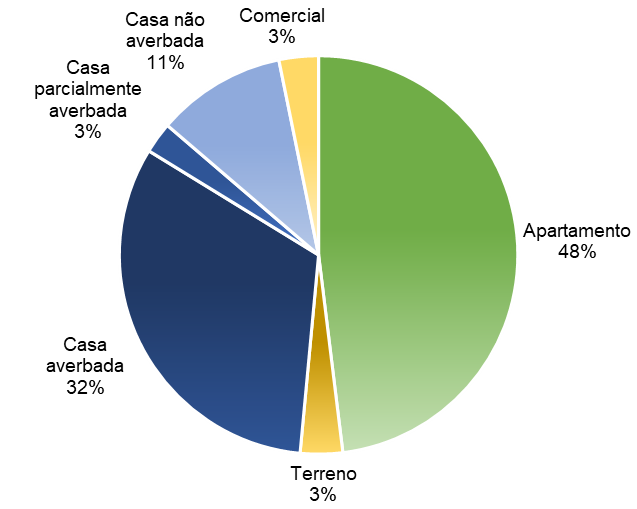 Comercial
3%
Casa não
averbada
11%
Casa
parcialmente
averbada
3%
Apartamento
48%
Casa
averbada
32%
Terreno
3%